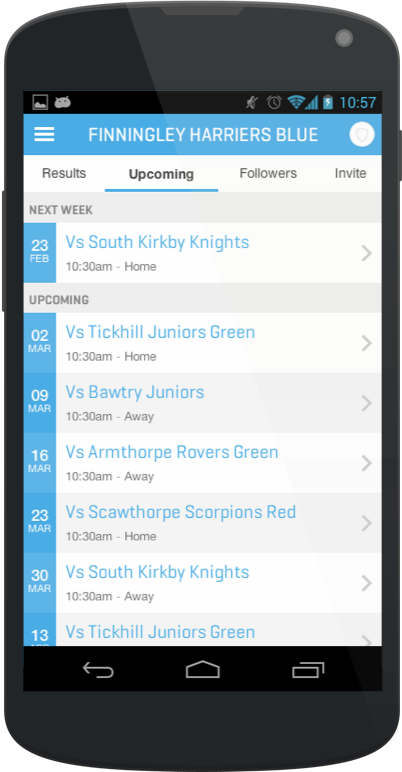 10:57
FINNINGLEY HARRIERS BLUE
Results Upcoming Followers Invite
NEXT WEEK
23 FEB
Vs South Kirkby Knights
10:30am - Home
UPCOMING
02 MAR
Vs Tickhill Juniors Green
10:30am - Home
09 MAR
Vs Bawtry Juniors
10:30am - Away
16 MAR
Vs Armthorpe Rovers Green
10:30am - Away
23 MAR
Vs Scawthorpe Scorpions Red
10:30am - Home
30 MAR
Vs South Kirkby Knights
10:30am - Away
13
Vs Tickhill Juniors Green